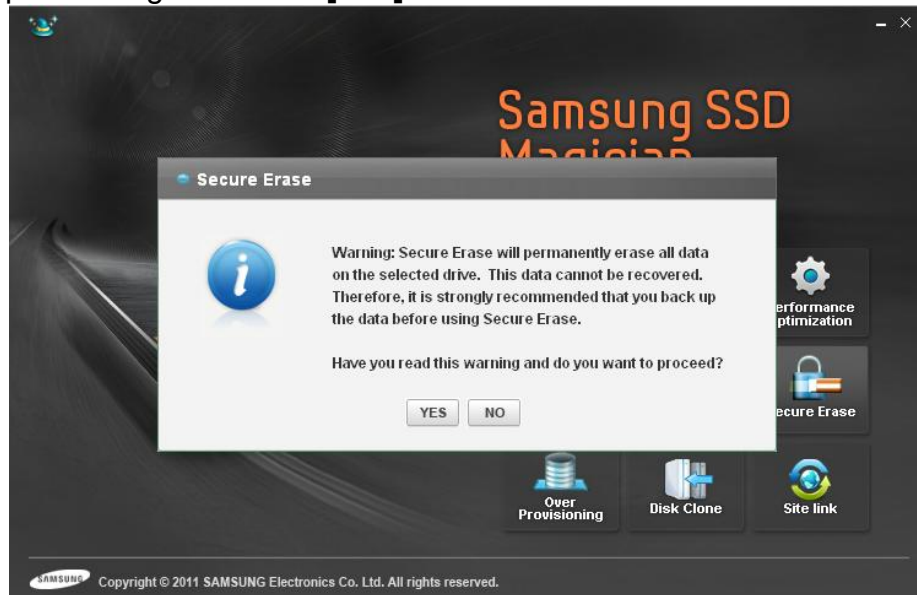 Samsung SSD
Secure Erase
Warning: Secure Erase will permanently erase all data
on the selected drive. This data cannot be recovered.
Therefore, it is strongly recommended that you back up
the data before using Secure Erase.
Have you read this warning and do you want to proceed?
YES NO
Secure Erase
Over
Provisioning
Disk Clone
Site link
SAMSUNG Copyright © 2011 SAMSUNG Electronics Co. Ltd. All rights reserved.